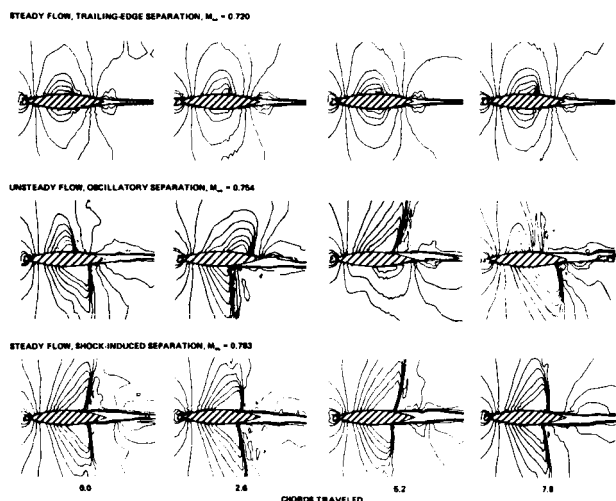 STEADY FLOW, TRAILING-EDGE SEPARATION, M∞ = 0.720
UNSTEADY FLOW, OSCILLATORY SEPARATION, M∞ = 0.754
STEADY FLOW, SHOCK-INDUCED SEPARATION, M∞ = 0.783
0.0 2.6 5.2 7.8
CHORDS TRAVELED